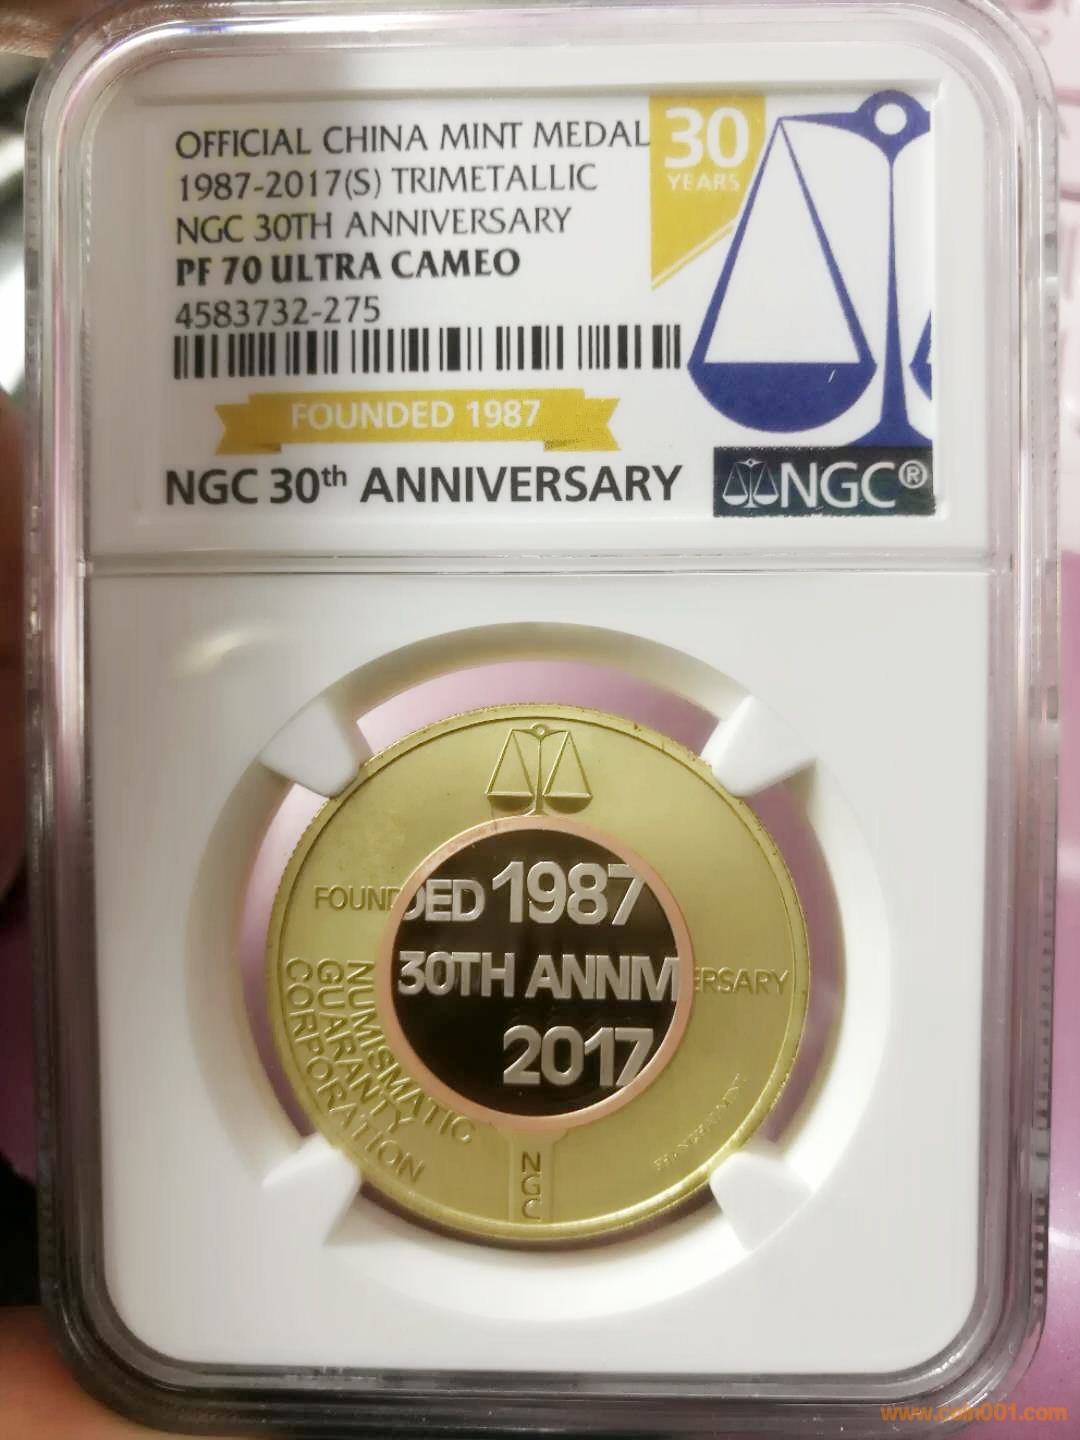 OFFICIAL CHINA MINT MEDAL
1987-2017(S) TRIMETALLIC
NGC 30TH ANNIVERSARY
PF 70 ULTRA CAMEO
4583732-275
30
YEARS
FOUNDED 1987
NGC 30th ANNIVERSARY
NGC®
FOUNDED 1987
30TH ANNIVERSARY
2017
NUMISMATIC
GUARANTY
CORPORATION
NGC
www.coin001.com